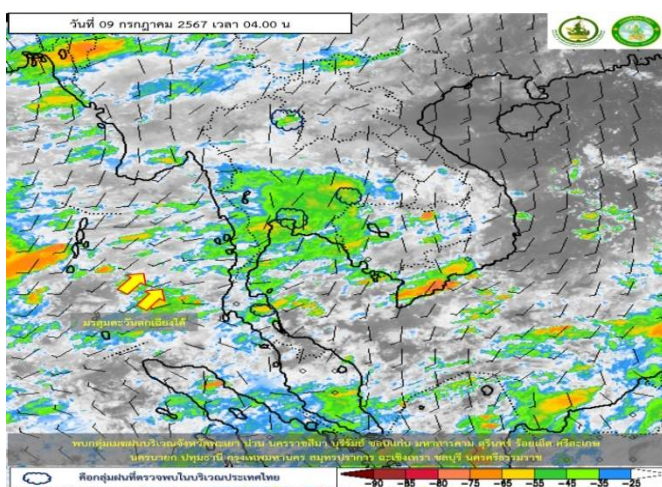 วันที่ 09 กรกฎาคม 2567 เวลา 04.00 น
มรสุมตะวันตกเฉียงใต้
พบกลุ่มเมฆฝนบริเวณจังหวัดพะเยา น่าน นครราชสีมา บุรีรัมย์ ขอนแก่น มหาสารคาม สุรินทร์ ร้อยเอ็ด ศรีสะเกษ
นครนายก ปทุมธานี กรุงเทพมหานคร สมุทรปราการ ฉะเชิงเทรา ชลบุรี นครศรีธรรมราช
คือกลุ่มฝนที่ตรวจพบในบริเวณประเทศไทย
-90 -85 -80 -75 -65 -55 -45 -35 -25